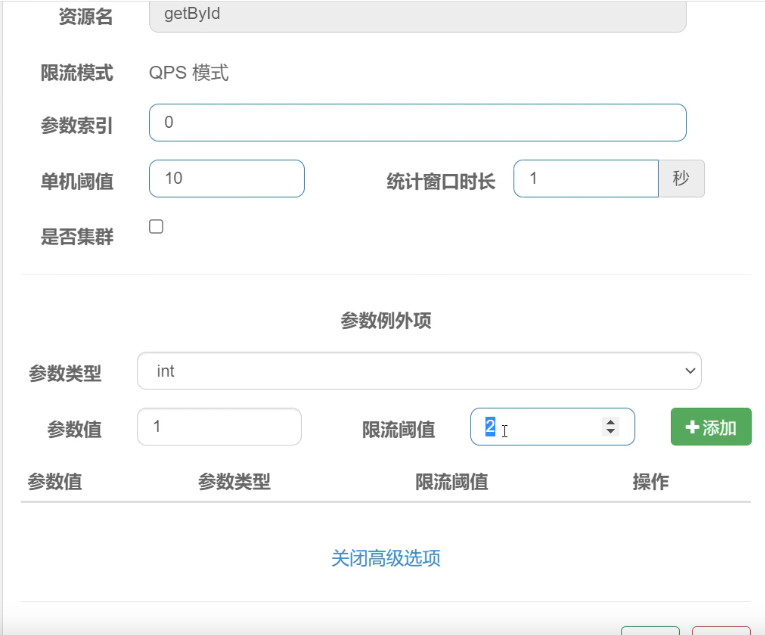 资源名 getById
限流模式 QPS 模式
参数索引 0
单机阈值 10 统计窗口时长 1 秒
是否集群
参数例外项
参数类型 int
参数值 1 限流阈值 2 添加
参数值 参数类型 限流阈值 操作
关闭高级选项